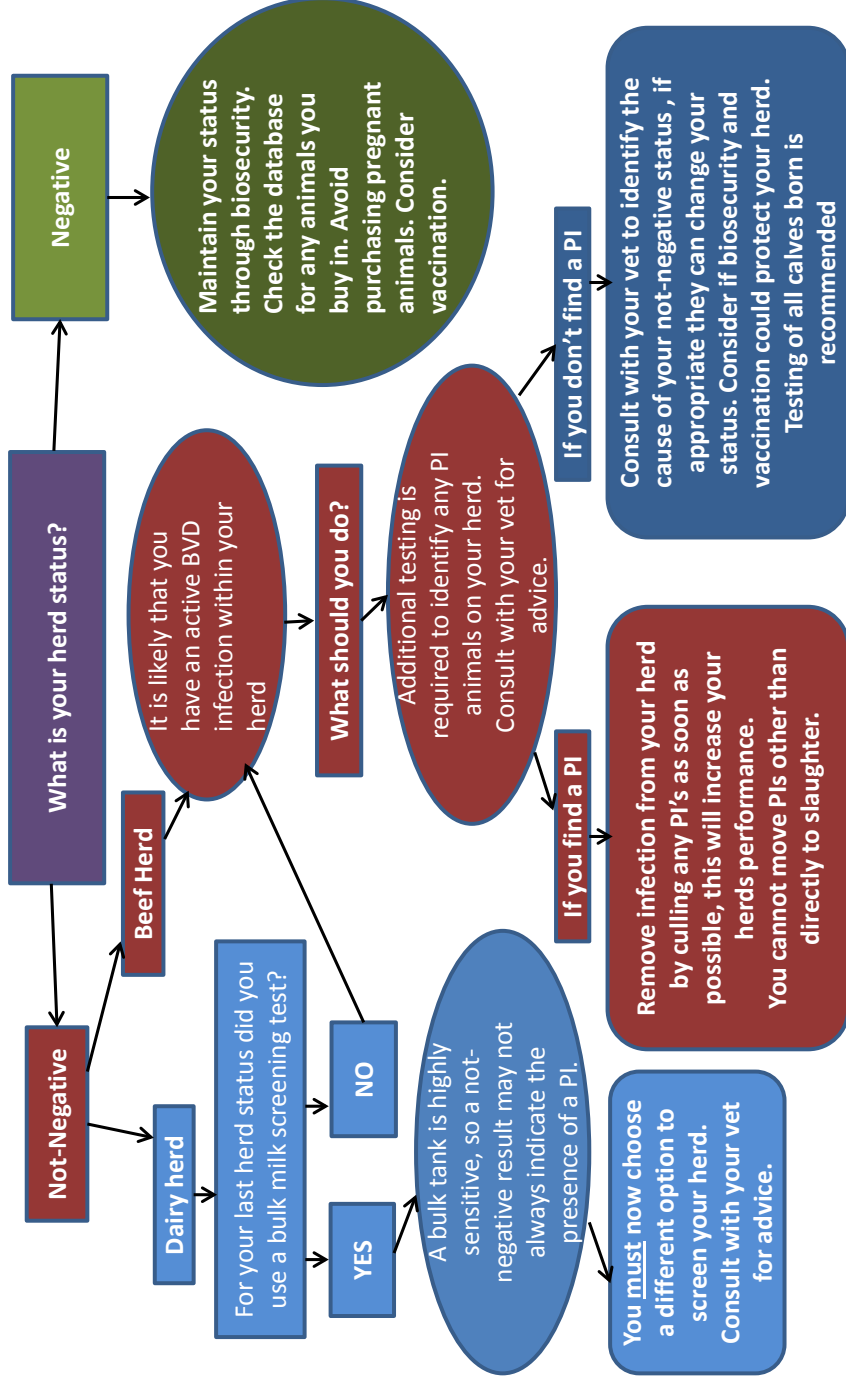 What is your herd status?
Not-Negative
Negative
Dairy herd
Beef Herd
For your last herd status did you
use a bulk milk screening test?
YES
NO
A bulk tank is highly
sensitive, so a not-
negative result may not
always indicate the
presence of a PI.
You must now choose
a different option to
screen your herd.
Consult with your vet
for advice.
It is likely that you
have an active BVD
infection within your
herd
What should you do?
Additional testing is
required to identify any PI
animals on your herd.
Consult with your vet for
advice.
If you find a PI
Remove infection from your herd
by culling any PI's as soon as
possible, this will increase your
herds performance.
You cannot move PIs other than
directly to slaughter.
If you don't find a PI
Consult with your vet to identify the
cause of your not-negative status , if
appropriate they can change your
status. Consider if biosecurity and
vaccination could protect your herd.
Testing of all calves born is
recommended
Maintain your status
through biosecurity.
Check the database
for any animals you
buy in. Avoid
purchasing pregnant
animals. Consider
vaccination.